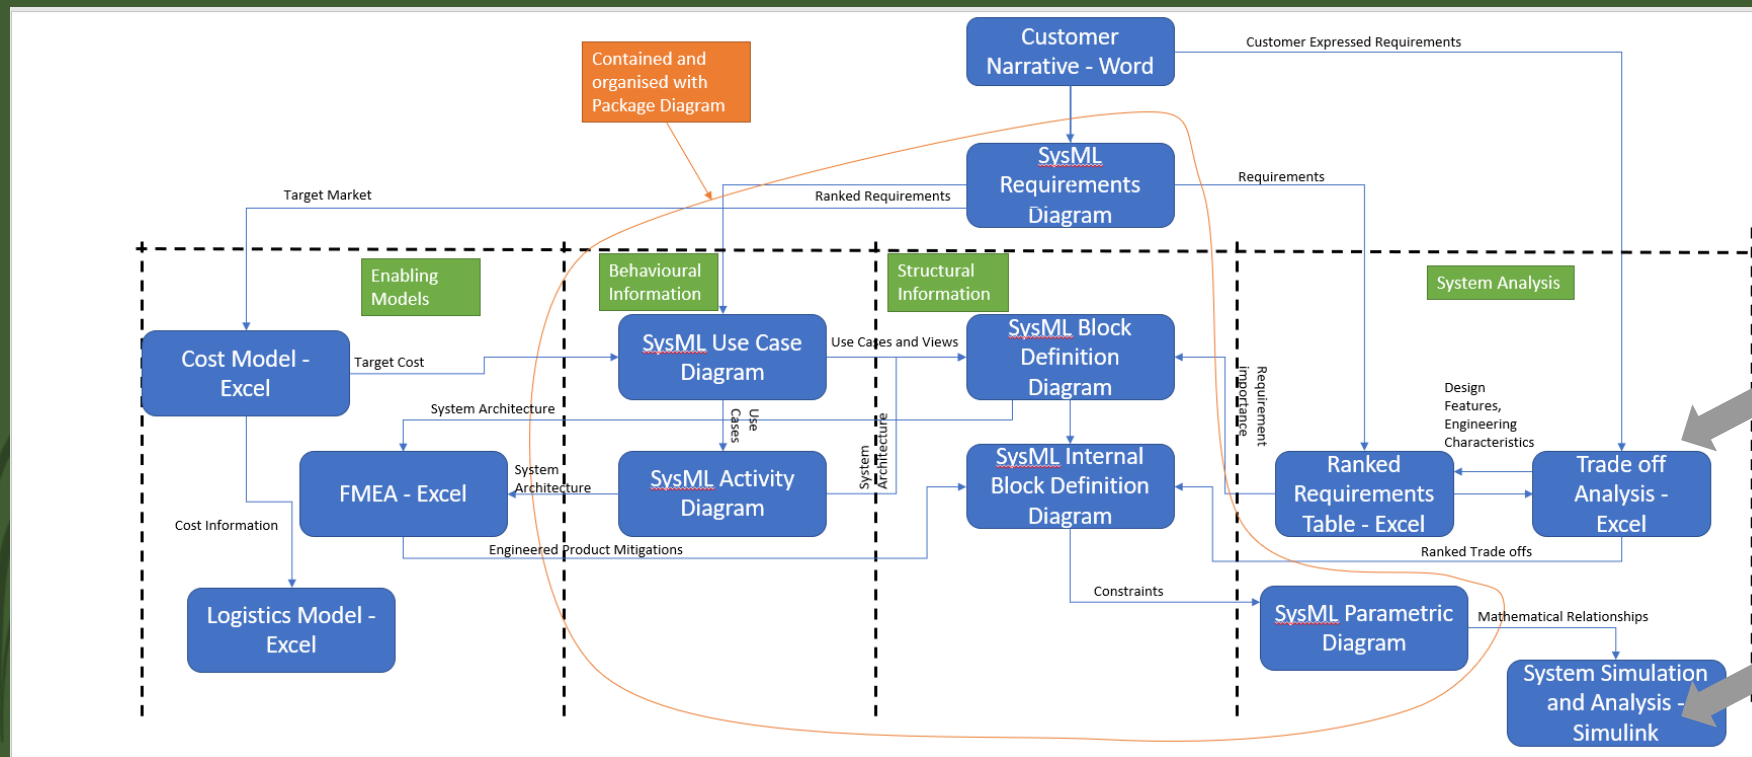 Customer
Narrative - Word
Customer Expressed Requirements
Contained and
organised with
Package Diagram
SysML
Requirements
Diagram
Requirements
Target Market
Ranked Requirements
Enabling
Models
Behavioural
Information
Structural
Information
System Analysis
Cost Model -
Excel
Target Cost
SysML Use Case
Diagram
Use Cases and Views
SysML Block
Definition
Diagram
Requirement
importance
Design
Features,
Engineering
Characteristics
System Architecture
Use
Cases
System
Architecture
FMEA - Excel
System
Architecture
SysML Activity
Diagram
SysML Internal
Block Definition
Diagram
Ranked
Requirements
Table - Excel
Trade off
Analysis -
Excel
Cost Information
Engineered Product Mitigations
Ranked Trade offs
Logistics Model -
Excel
Constraints
SysML Parametric
Diagram
Mathematical Relationships
System Simulation
and Analysis -
Simulink